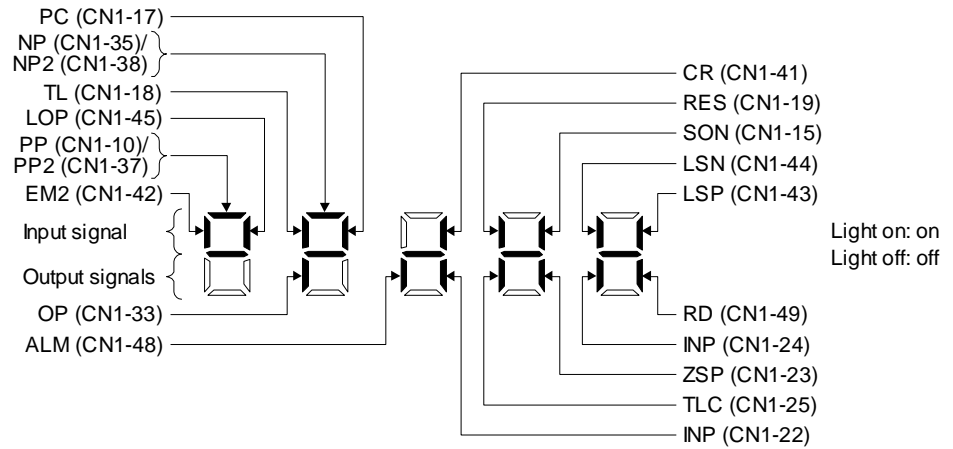 PC (CN1-17)
NP (CN1-35)/
NP2 (CN1-38)
TL (CN1-18)
LOP (CN1-45)
PP (CN1-10)/
PP2 (CN1-37)
EM2 (CN1-42)
Input signal
Output signals
OP (CN1-33)
ALM (CN1-48)
CR (CN1-41)
RES (CN1-19)
SON (CN1-15)
LSN (CN1-44)
LSP (CN1-43)
Light on: on
Light off: off
RD (CN1-49)
INP (CN1-24)
ZSP (CN1-23)
TLC (CN1-25)
INP (CN1-22)